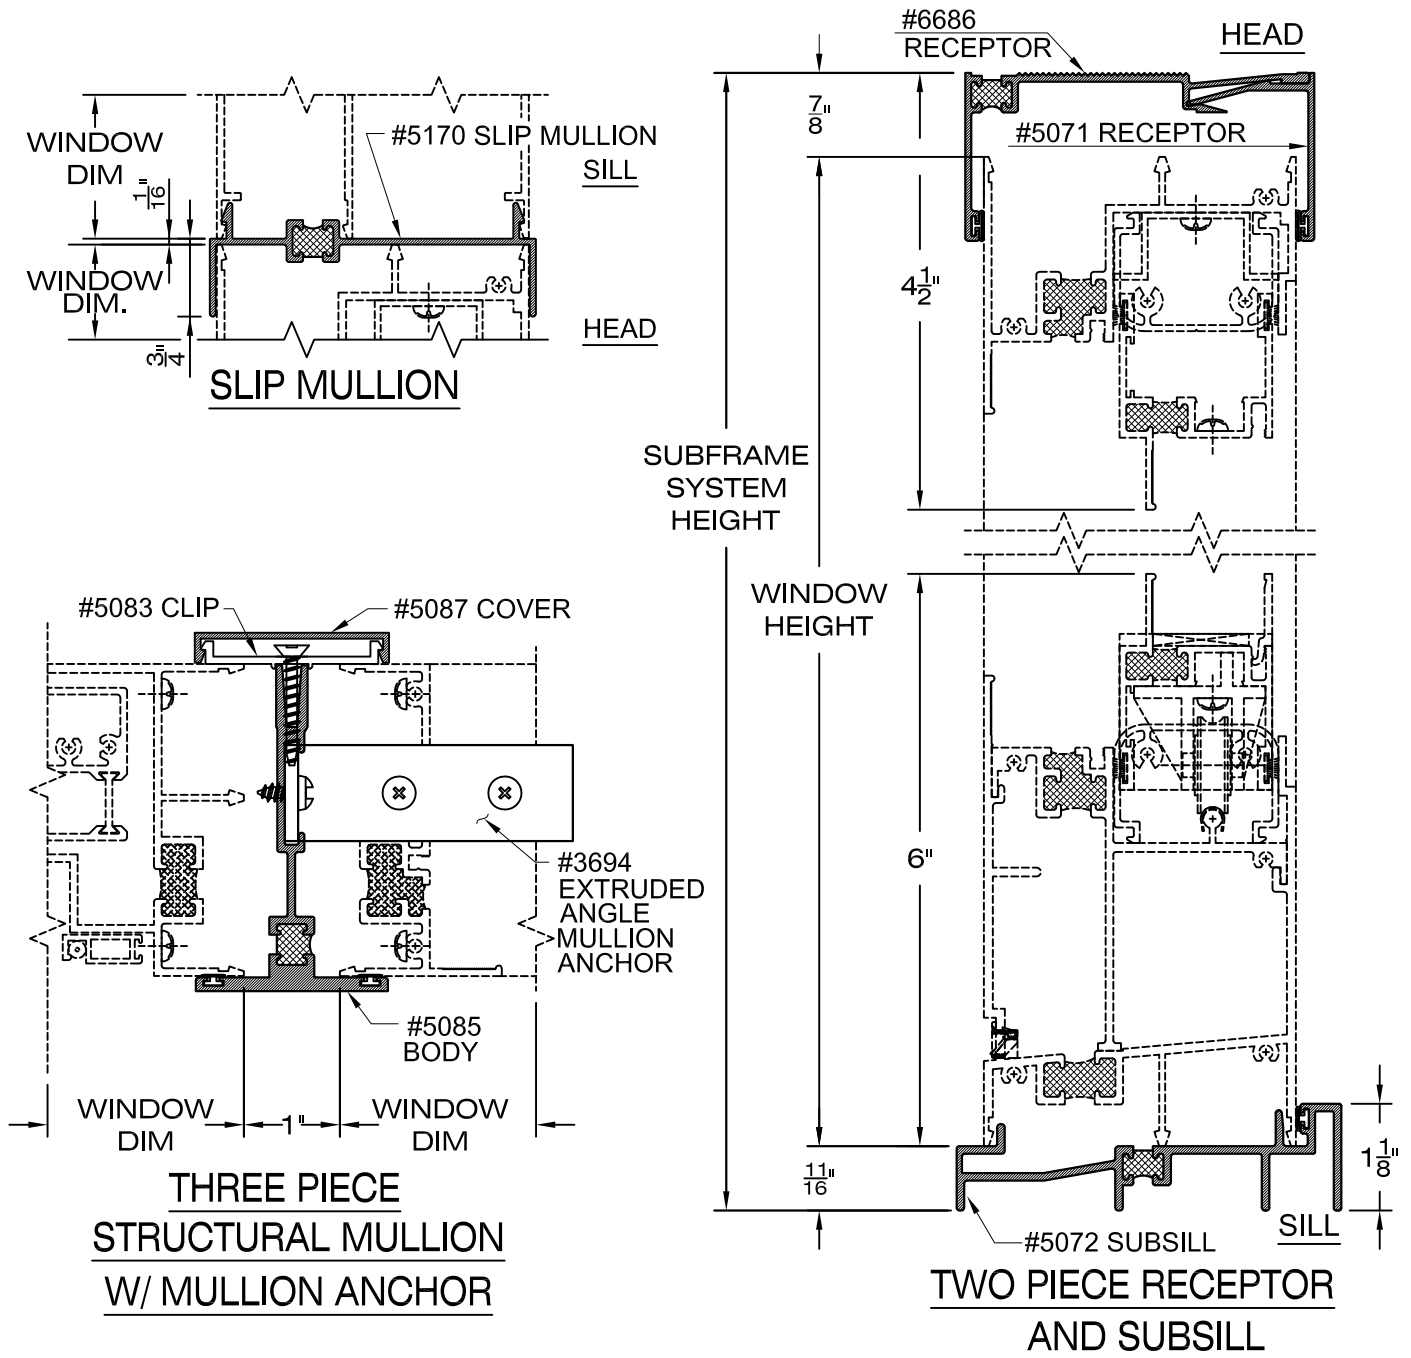 WINDOW
DIM
1"
16
#5170 SLIP MULLION
SILL
WINDOW
DIM.
3"
4
HEAD
SLIP MULLION
#5083 CLIP
#5087 COVER
#3694
EXTRUDED
ANGLE
MULLION
ANCHOR
#5085
BODY
WINDOW
DIM
1"
WINDOW
DIM
THREE PIECE
STRUCTURAL MULLION
W/ MULLION ANCHOR
#6686
RECEPTOR
HEAD
7"
8
#5071 RECEPTOR
4 1/2"
SUBFRAME
SYSTEM
HEIGHT
WINDOW
HEIGHT
6"
11"
16
1 1/8"
#5072 SUBSILL
SILL
TWO PIECE RECEPTOR
AND SUBSILL